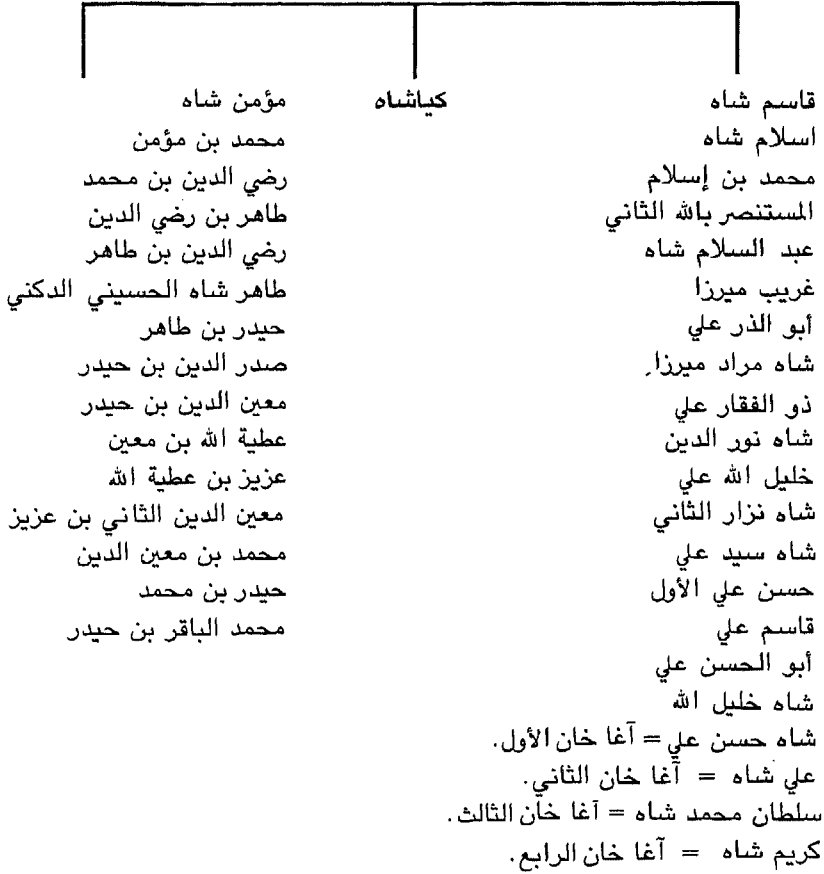 قاسم شاه
اسلام شاه
محمد بن إسلام
المستنصر بالله الثاني
عبد السلام شاه
غريب ميرزا
أبو الذر علي
شاه مراد ميرزا
ذو الفقار علي
شاه نور الدين
خليل الله علي
شاه نزار الثاني
شاه سيد علي
حسن علي الأول
قاسم علي
أبو الحسن علي
شاه خليل الله
شاه حسن علي = آغا خان الأول.
علي شاه = آغا خان الثاني.
سلطان محمد شاه = آغا خان الثالث.
كريم شاه = آغا خان الرابع.
كياشاه
مؤمن شاه
محمد بن مؤمن
رضي الدين بن محمد
طاهر بن رضي الدين
رضي الدين بن طاهر
طاهر شاه الحسيني الدكني
حيدر بن طاهر
صدر الدين بن حيدر
معين الدين بن حيدر
عطية الله بن معين
عزيز بن عطية الله
معين الدين الثاني بن عزيز
محمد بن معين الدين
حيدر بن محمد
محمد الباقر بن حيدر